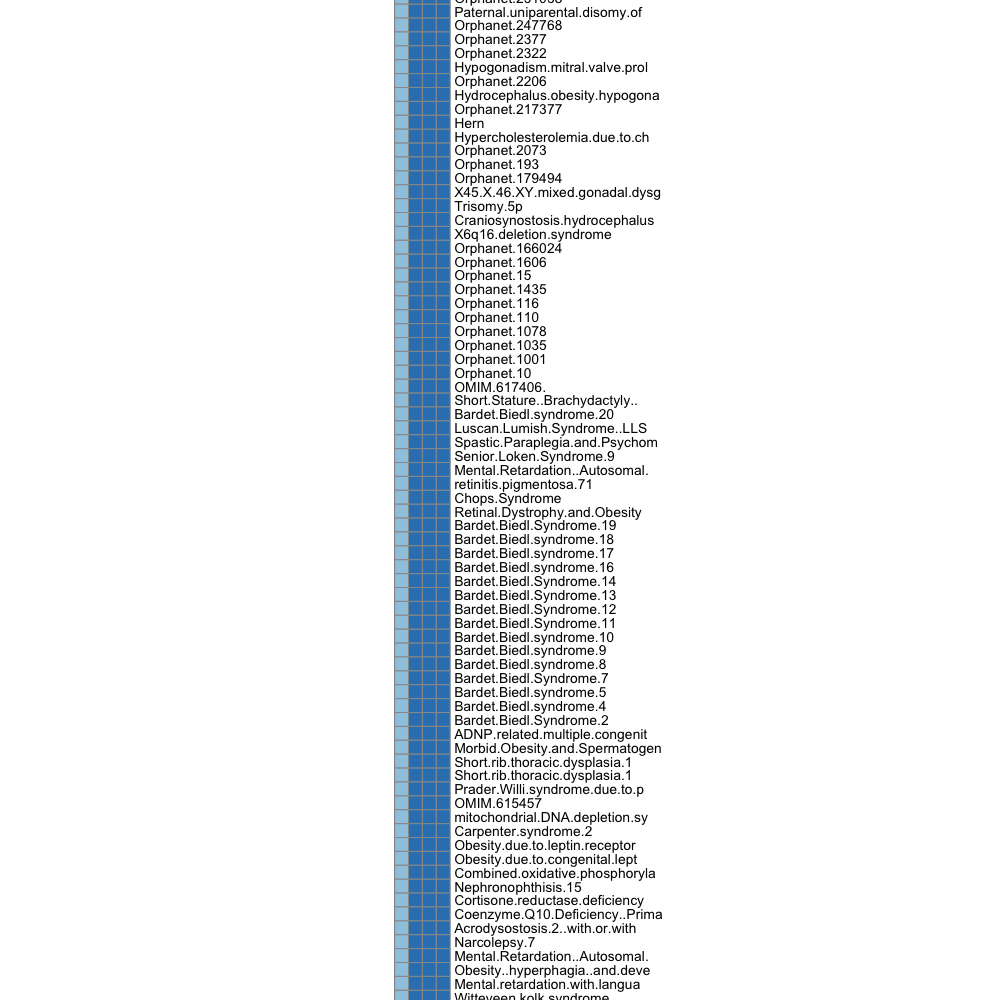 Paternal.uniparental.disomy.of
Orphanet.247768
Orphanet.2377
Orphanet.2322
Hypogonadism.mitral.valve.prol
Orphanet.2206
Hydrocephalus.obesity.hypogona
Orphanet.217377
Hern
Hypercholesterolemia.due.to.ch
Orphanet.2073
Orphanet.193
Orphanet.179494
X45.X.46.XY.mixed.gonadal.dysg
Trisomy.5p
Craniosynostosis.hydrocephalus
X6q16.deletion.syndrome
Orphanet.166024
Orphanet.1606
Orphanet.15
Orphanet.1435
Orphanet.116
Orphanet.110
Orphanet.1078
Orphanet.1035
Orphanet.1001
Orphanet.10
OMIM.617406.
Short.Stature..Brachydactyly..
Bardet.Biedl.syndrome.20
Luscan.Lumish.Syndrome..LLS
Spastic.Paraplegia.and.Psychom
Senior.Loken.Syndrome.9
Mental.Retardation..Autosomal.
retinitis.pigmentosa.71
Chops.Syndrome
Retinal.Dystrophy.and.Obesity
Bardet.Biedl.Syndrome.19
Bardet.Biedl.Syndrome.18
Bardet.Biedl.syndrome.17
Bardet.Biedl.Syndrome.16
Bardet.Biedl.Syndrome.14
Bardet.Biedl.Syndrome.13
Bardet.Biedl.Syndrome.12
Bardet.Biedl.Syndrome.11
Bardet.Biedl.syndrome.10
Bardet.Biedl.syndrome.9
Bardet.Biedl.syndrome.8
Bardet.Biedl.Syndrome.7
Bardet.Biedl.syndrome.5
Bardet.Biedl.syndrome.4
Bardet.Biedl.Syndrome.2
ADNP.related.multiple.congenit
Morbid.Obesity.and.Spermatogen
Short.rib.thoracic.dysplasia.1
Short.rib.thoracic.dysplasia.1
Prader.Willi.syndrome.due.to.p
OMIM.615457
mitochondrial.DNA.depletion.sy
Carpenter.syndrome.2
Obesity.due.to.leptin.receptor
Obesity.due.to.congenital.lept
Combined.oxidative.phosphoryla
Nephronophthisis.15
Cortisone.reductase.deficiency
Coenzyme.Q10.Deficiency..Prima
Acrodysostosis.2..with.or.with
Narcolepsy.7
Mental.Retardation..Autosomal.
Obesity..hyperphagia..and.deve
Mental.retardation.with.langua
Witteveen.kolk.syndrome